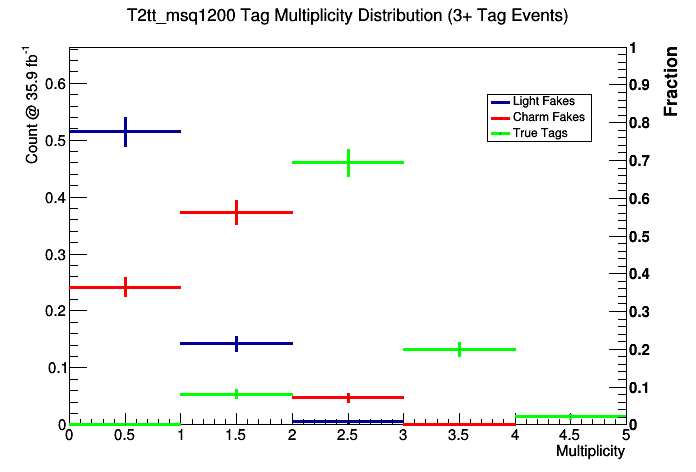 T2tt_msq1200 Tag Multiplicity Distribution (3+ Tag Events)
Count @ 35.9 fb⁻¹
0.6
0.5
0.4
0.3
0.2
0.1
0
Light Fakes
Charm Fakes
True Tags
Fraction
1
0.9
0.8
0.7
0.6
0.5
0.4
0.3
0.2
0.1
0
0 0.5 1 1.5 2 2.5 3 3.5 4 4.5 5
Multiplicity